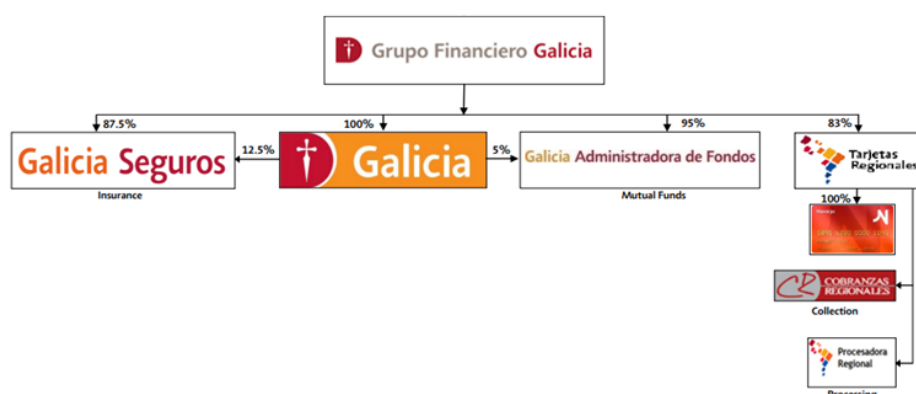 Grupo Financiero Galicia
87.5%
100%
95%
83%
Galicia Seguros
12.5%
Galicia
5%
Galicia Administradora de Fondos
Tarjetas
Regionales
Insurance
Mutual Funds
100%
COBRANZAS
REGIONALES
Collection
Procesadora
Regional
Processing